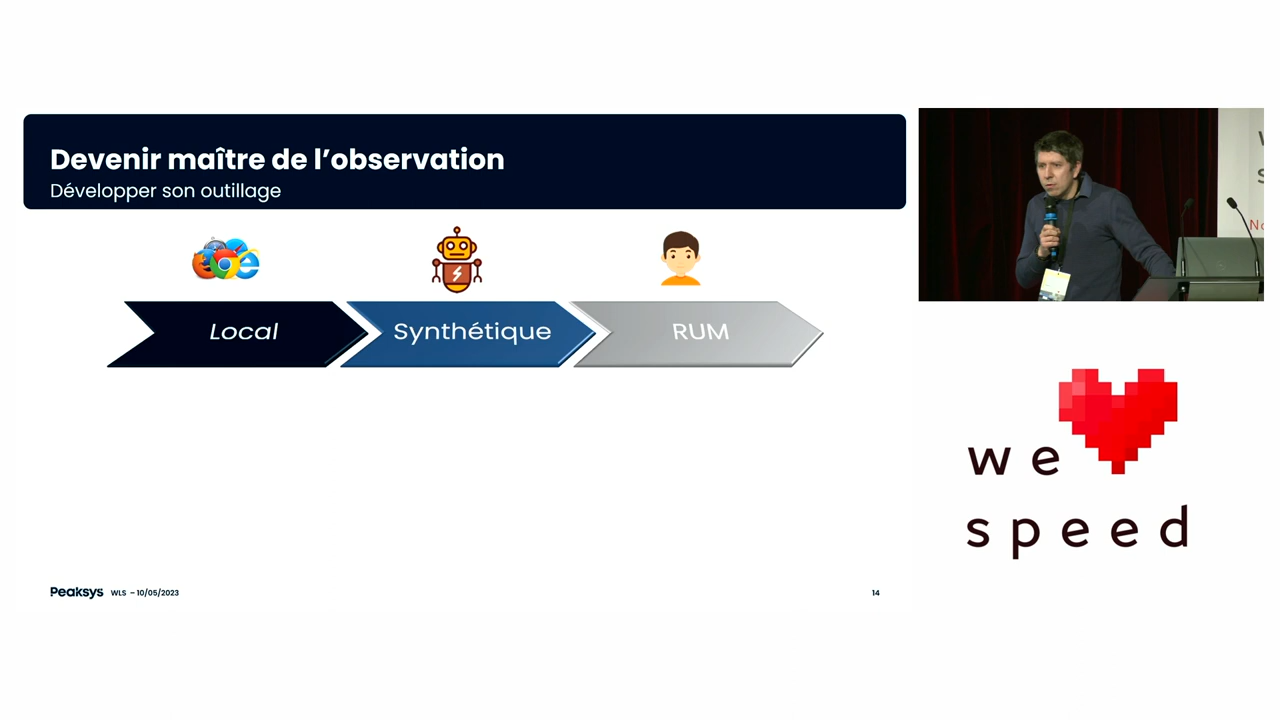 Devenir maître de l’observation
Développer son outillage
Local
Synthétique
RUM
Peaksys
WLS – 10/05/2023
14
we
speed